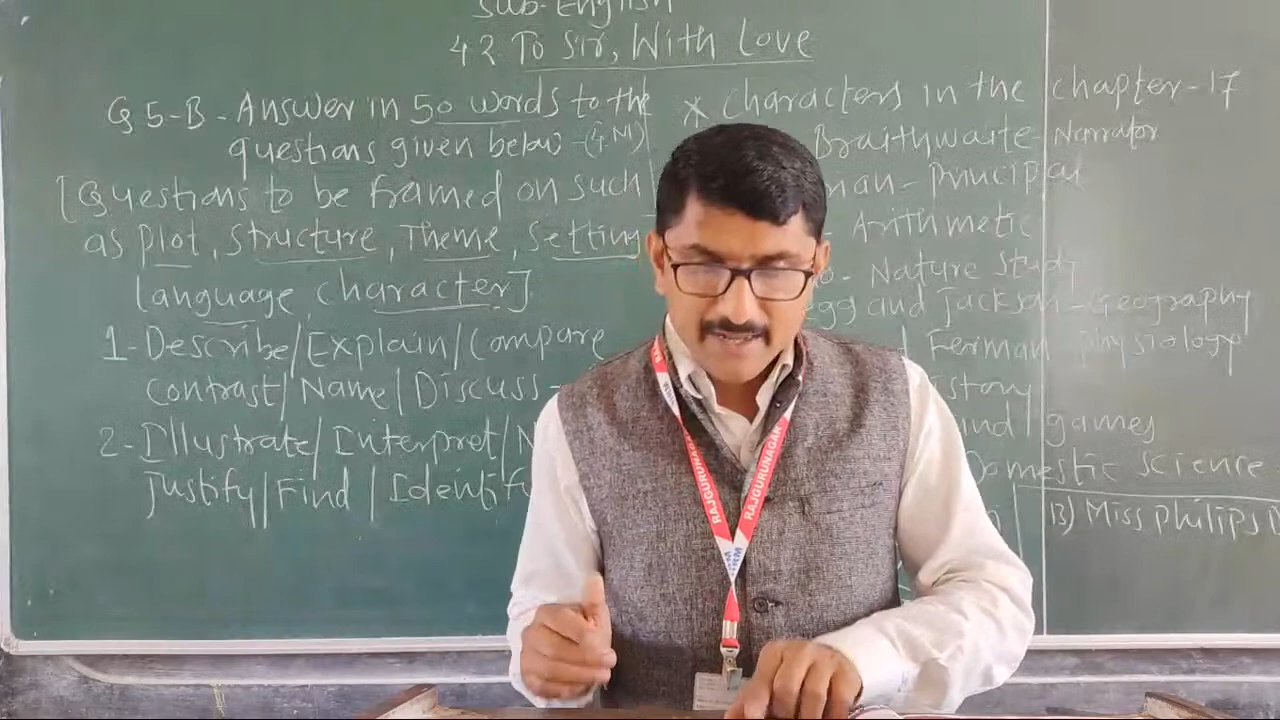 Sub-English
4.2 To Sir, With Love
Q 5-B - Answer in 50 words to the
questions given below -
[Questions to be framed on such
as plot, structure, Theme, setting
language, character]
1- Describe/Explain/Compare
contrast/Name/Discuss -
2- Illustrate/Interpret/
Justify/Find/
* Characters in the chapter-17
Braithwaite - Narrator
- principal
- Arithmetic
- Nature Study
and Jackson - Geography
Ferman Physiology
games
Domestic Science
13) Miss Philips
RAJGURUNAGAR
RAJGURUNAGAR